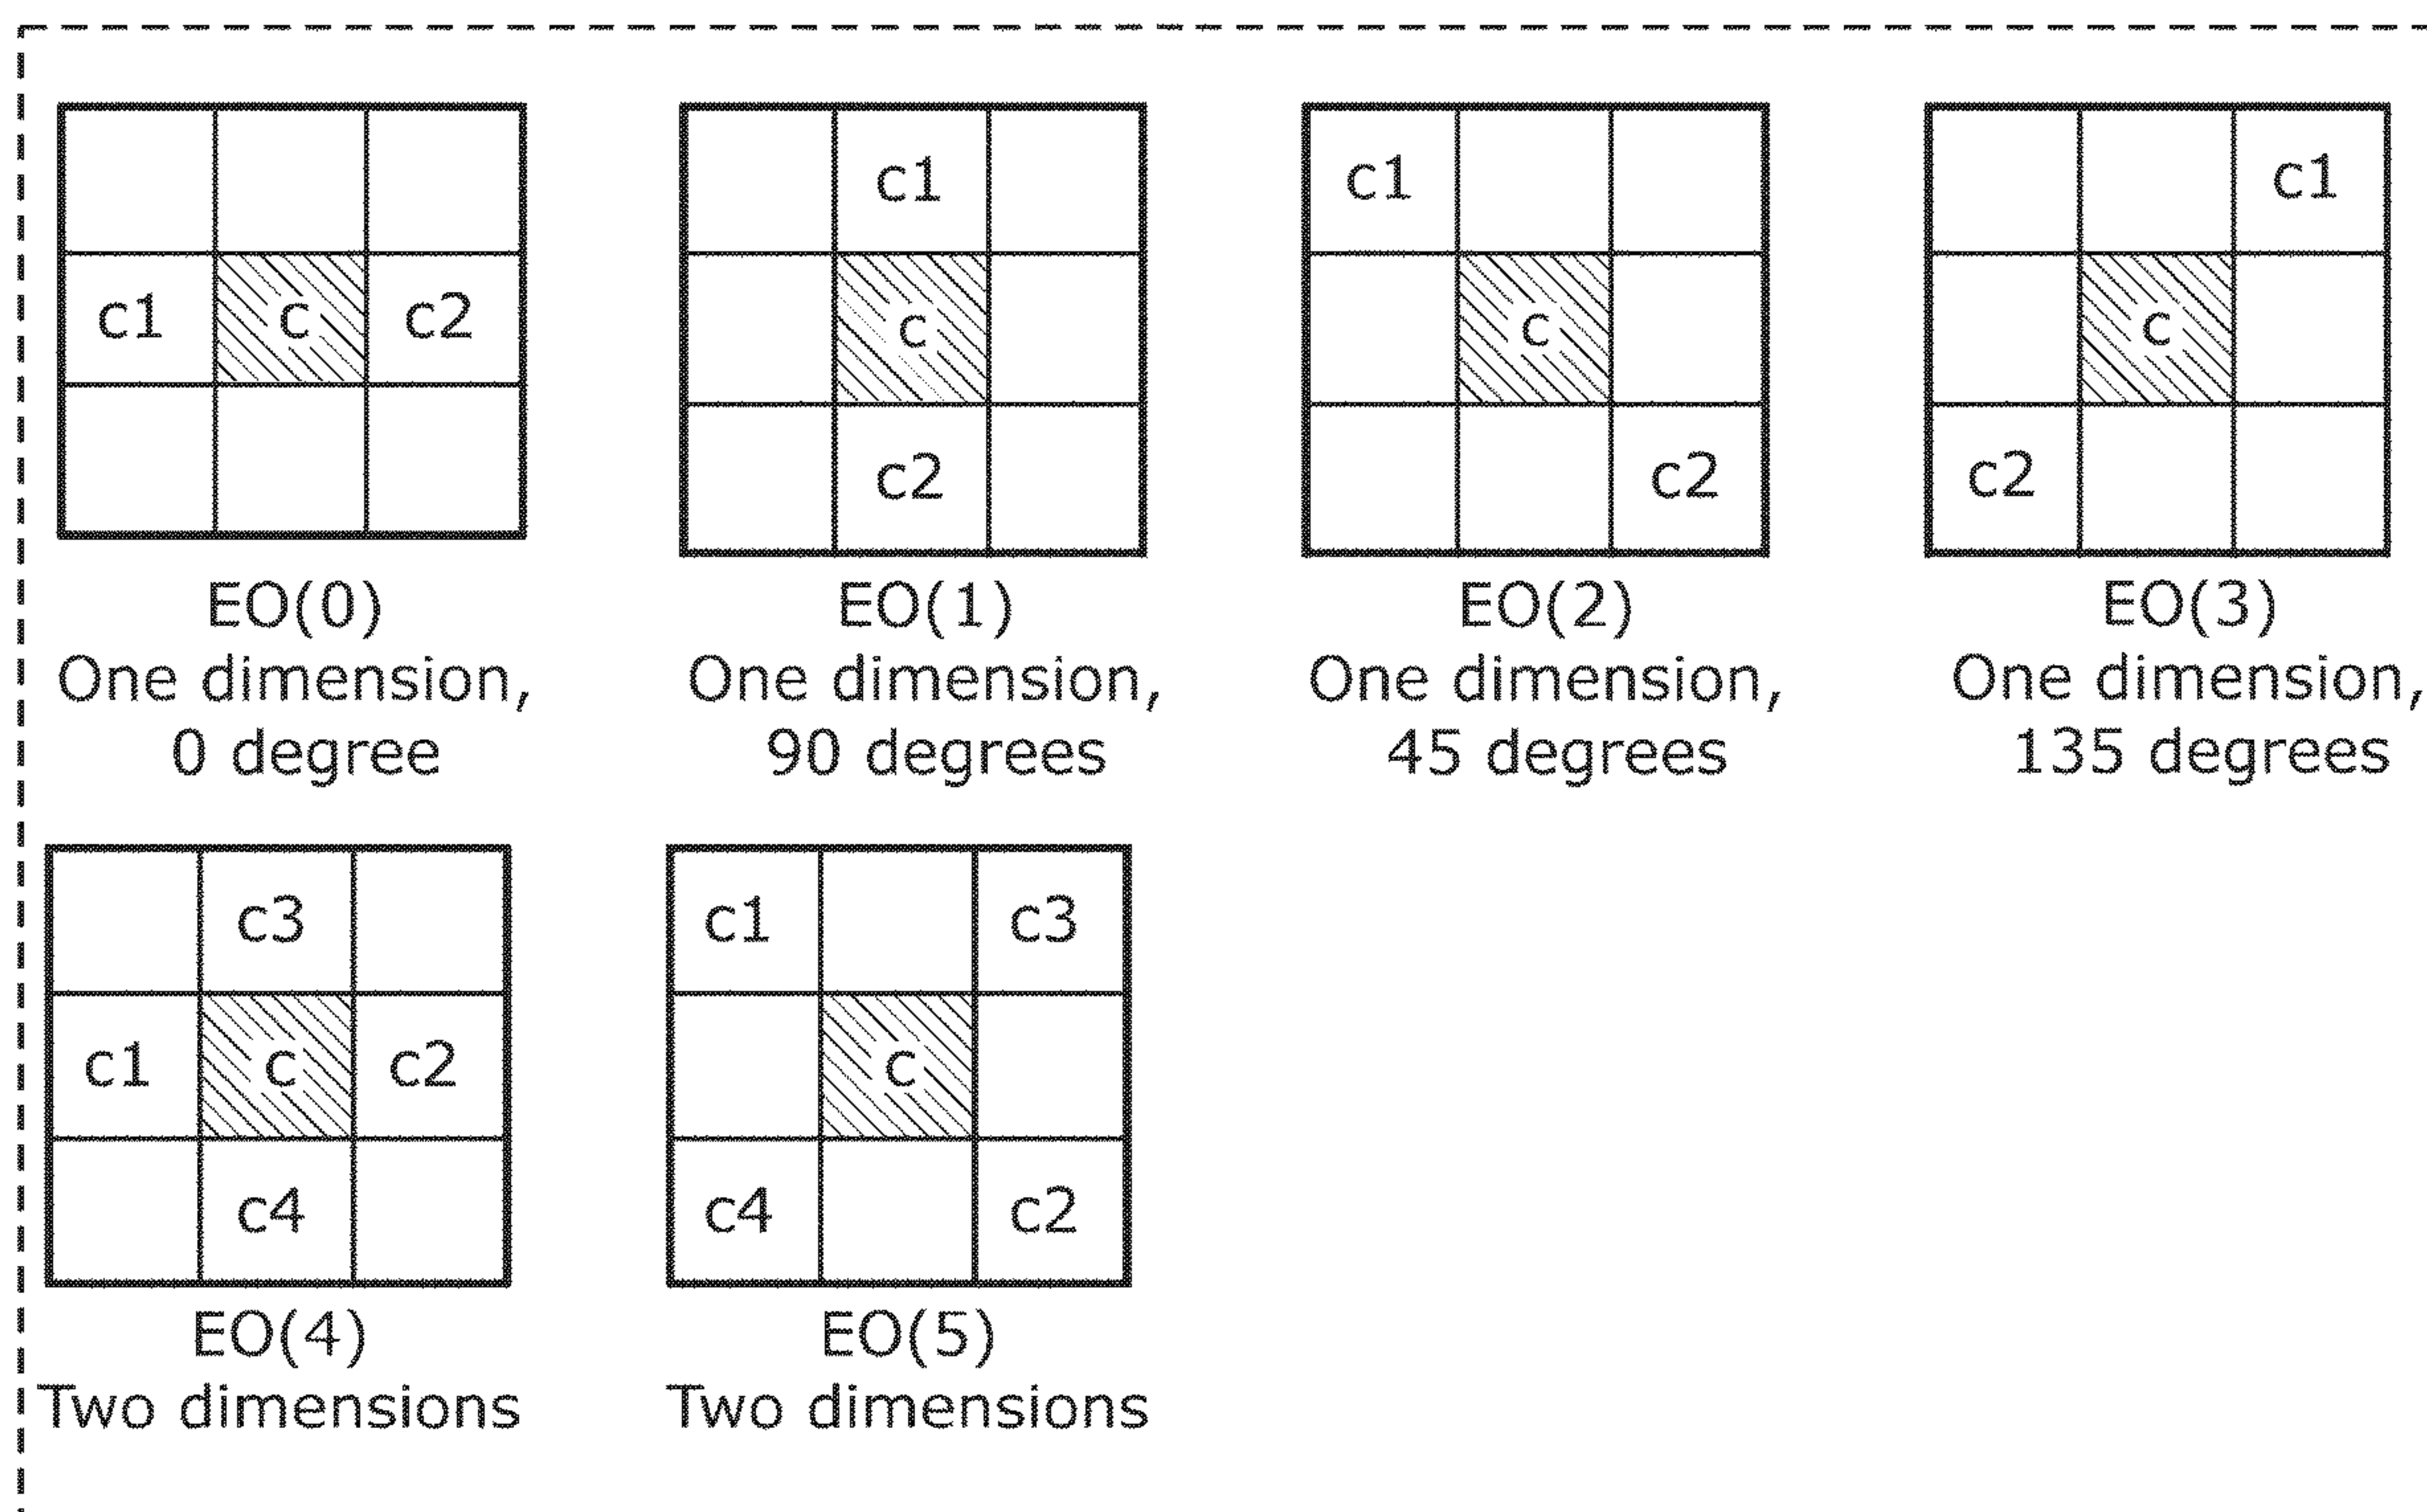 c1
c c2
EO(0)
One dimension,
0 degree
c1
c
c2
EO(1)
One dimension,
90 degrees
c1
c
c2
EO(2)
One dimension,
45 degrees
c1
c
c2
EO(3)
One dimension,
135 degrees
c3
c1 c c2
c4
EO(4)
Two dimensions
c1 c3
c
c4 c2
EO(5)
Two dimensions